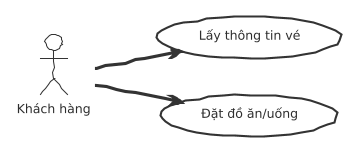 Lấy thông tin vé
Khách hàng
Đặt đồ ăn/uống